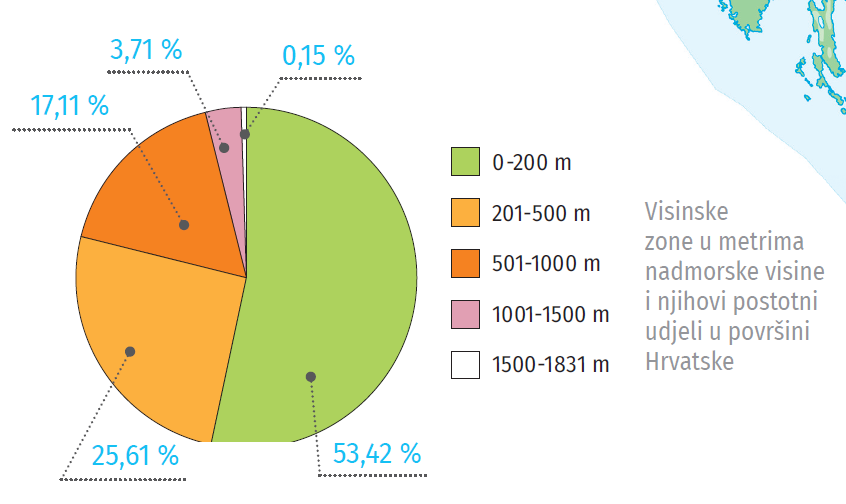 3,71 %
0,15 %
17,11 %
25,61 %
53,42 %
0-200 m
201-500 m
501-1000 m
1001-1500 m
1500-1831 m
Visinske
zone u metrima
nadmorske visine
i njihovi postotni
udjeli u površini
Hrvatske